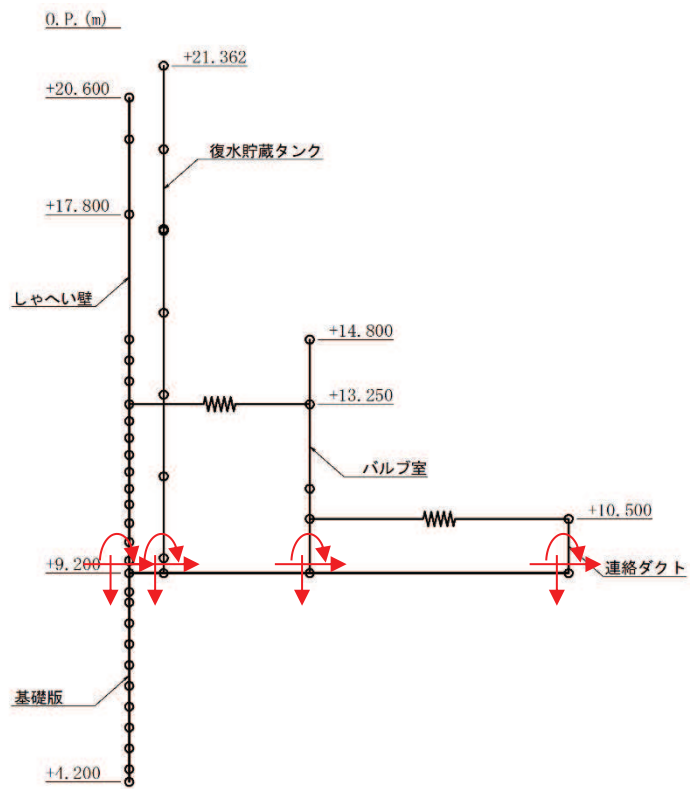 O.P.(m)
+21.362
+20.600
復水貯蔵タンク
+17.800
しゃへい壁
+14.800
+13.250
バルブ室
+10.500
+9.200
連絡ダクト
基礎版
+4.200